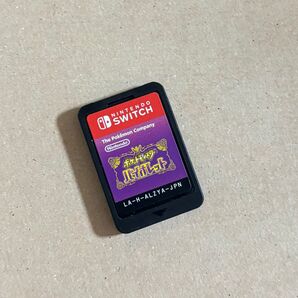 NINTENDO
SWITCH
The Pokémon Company
Nintendo
ポケットモンスター
バイオレット
LA-H-ALZYA-JPN